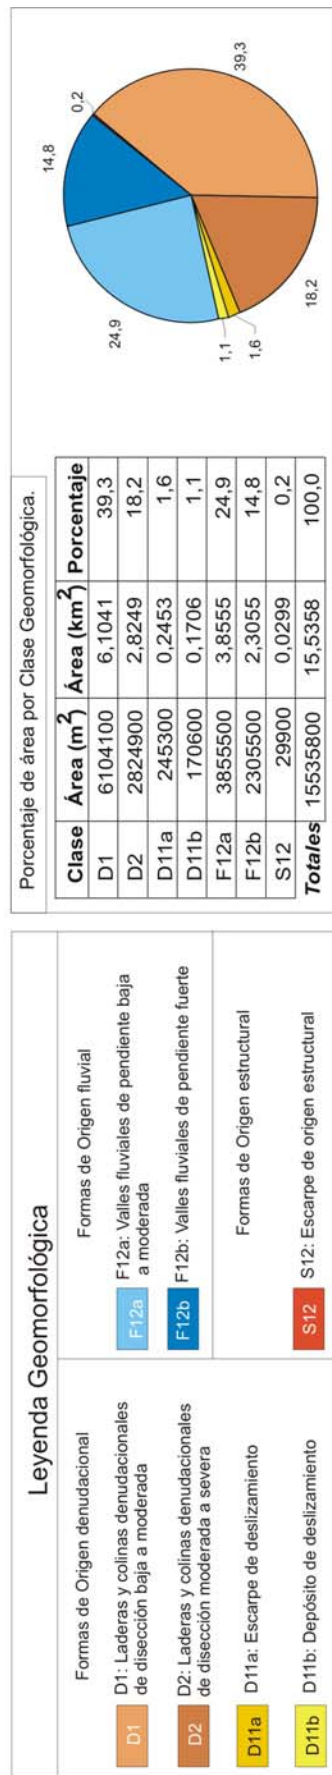 Leyenda Geomorfológica
Formas de Origen denudacional
D1
D1: Laderas y colinas denudacionales
de disección baja a moderada
D2
D2: Laderas y colinas denudacionales
de disección moderada a severa
D11a
D11a: Escarpe de deslizamiento
D11b
D11b: Depósito de deslizamiento
Formas de Origen fluvial
F12a
F12a: Valles fluviales de pendiente baja
a moderada
F12b
F12b: Valles fluviales de pendiente fuerte
Formas de Origen estructural
S12
S12: Escarpe de origen estructural
Porcentaje de área por Clase Geomorfológica.
Clase Área (m²) Área (km²) Porcentaje
D1 6104100 6,1041 39,3
D2 2824900 2,8249 18,2
D11a 245300 0,2453 1,6
D11b 170600 0,1706 1,1
F12a 3855500 3,8555 24,9
F12b 2305500 2,3055 14,8
S12 29900 0,0299 0,2
Totales 15535800 15,5358 100,0
14,8
0,2
24,9
39,3
1,1
1,6
18,2